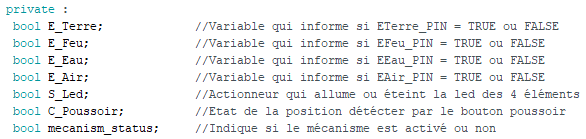 private :
bool E_Terre; //Variable qui informe si ETerre_PIN = TRUE ou FALSE
bool E_Feu; //Variable qui informe si EFeu_PIN = TRUE ou FALSE
bool E_Eau; //Variable qui informe si EEau_PIN = TRUE ou FALSE
bool E_Air; //Variable qui informe si EAir_PIN = TRUE ou FALSE
bool S_Led; //Actionneur qui allume ou éteint la led des 4 éléments
bool C_Poussoir; //Etat de la position détécter par le bouton poussoir
bool mecanism_status; //Indique si le mécanisme est activé ou non